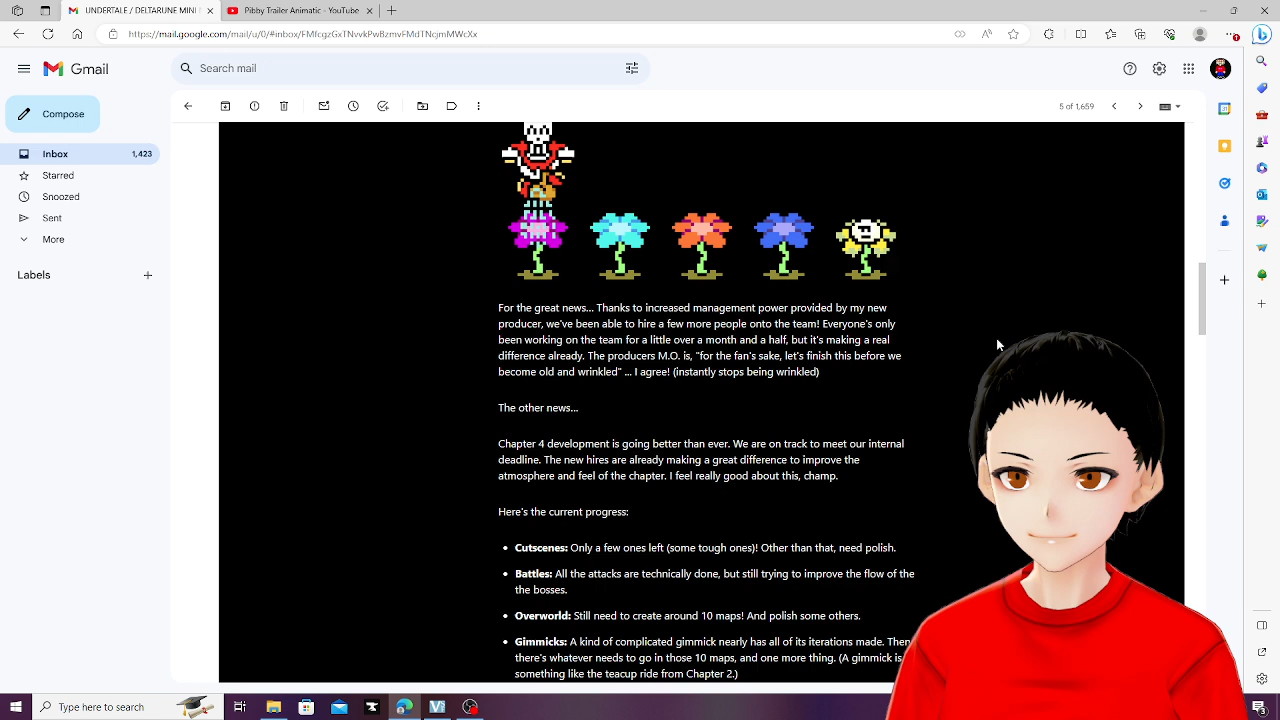 UNDERTALE / DELTARUNE MINI
Pibby Trailer Animatic - YouTube
https://mail.google.com/mail/u/0/#inbox/FMfcgzGxTNvvkPwBzmvFMdTNcjmMWcXx
Gmail
Search mail
Compose
5 of 1,659
Inbox 1,423
Starred
Snoozed
Sent
More
Labels
For the great news... Thanks to increased management power provided by my new
producer, we've been able to hire a few more people onto the team! Everyone's only
been working on the team for a little over a month and a half, but it's making a real
difference already. The producers M.O. is, "for the fan's sake, let's finish this before we
become old and wrinkled" ... I agree! (instantly stops being wrinkled)
The other news...
Chapter 4 development is going better than ever. We are on track to meet our internal
deadline. The new hires are already making a great difference to improve the
atmosphere and feel of the chapter. I feel really good about this, champ.
Here's the current progress:
Cutscenes: Only a few ones left (some tough ones)! Other than that, need polish.
Battles: All the attacks are technically done, but still trying to improve the flow of the
the bosses.
Overworld: Still need to create around 10 maps! And polish some others.
Gimmicks: A kind of complicated gimmick nearly has all of its iterations made. Then
there's whatever needs to go in those 10 maps, and one more thing. (A gimmick is
something like the teacup ride from Chapter 2.)
Type here to search